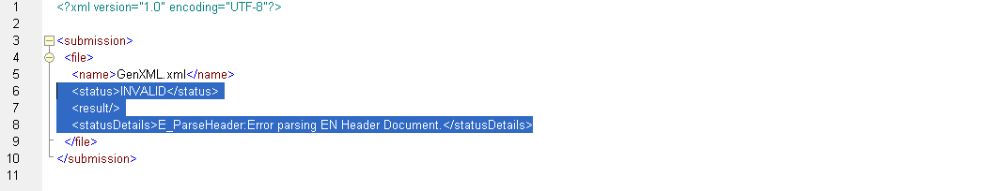 1 <?xml version="1.0" encoding="UTF-8"?>
2
3 <submission>
4 <file>
5 <name>GenXML.xml</name>
6 <status>INVALID</status>
7 <result/>
8 <statusDetails>E_ParseHeader:Error parsing EN Header Document.</statusDetails>
9 </file>
10 </submission>
11